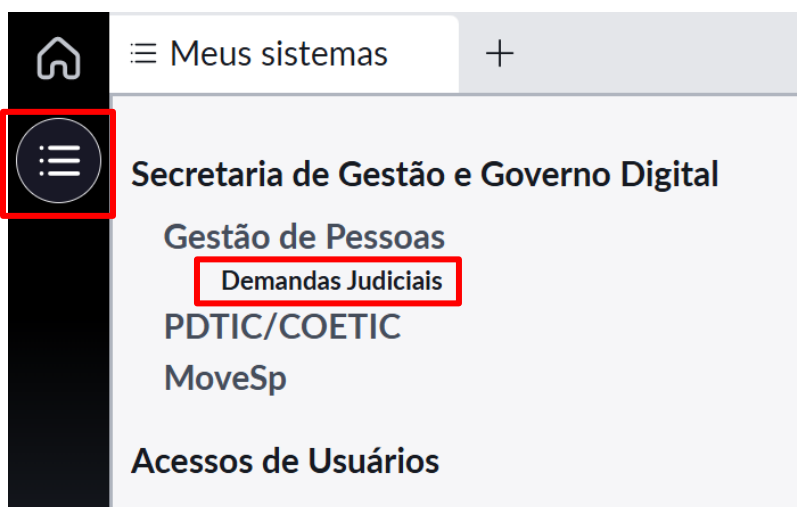 Meus sistemas
Secretaria de Gestão e Governo Digital
Gestão de Pessoas
Demandas Judiciais
PDTIC/COETIC
MoveSp
Acessos de Usuários